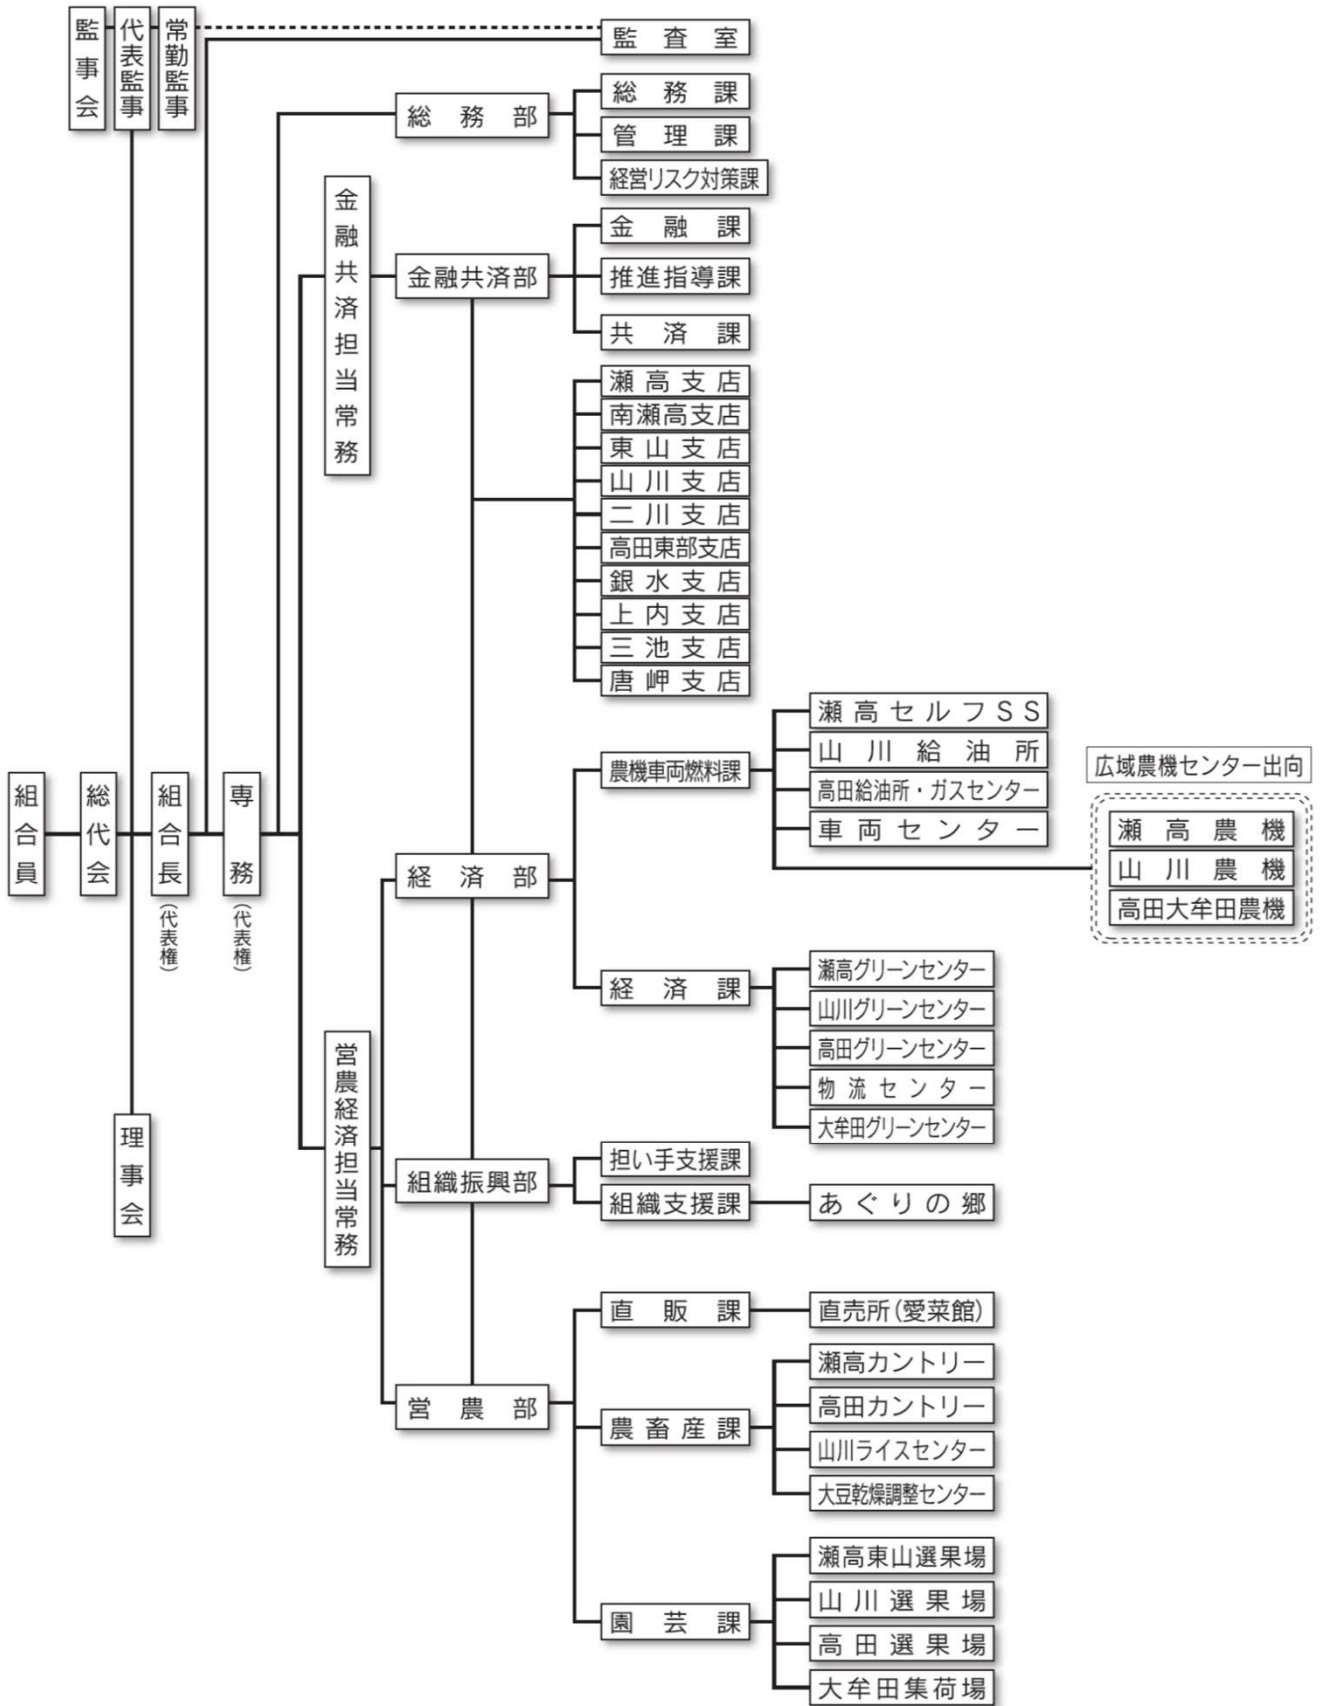 監事会
代表監事
常勤監事
監査室
総務部
総務課
管理課
経営リスク対策課
金融共済担当常務
金融共済部
金融課
推進指導課
共済課
瀬高支店
南瀬高支店
東山支店
山川支店
二川支店
高田東部支店
銀水支店
上内支店
三池支店
唐岬支店
組合員
総代会
組合長
(代表権)
専務
(代表権)
理事会
営農経済担当常務
経済部
農機車両燃料課
瀬高セルフSS
山川給油所
高田給油所・ガスセンター
車両センター
広域農機センター出向
瀬高農機
山川農機
高田大牟田農機
経済課
瀬高グリーンセンター
山川グリーンセンター
高田グリーンセンター
物流センター
大牟田グリーンセンター
組織振興部
担い手支援課
組織支援課
あぐりの郷
営農部
直販課
直売所(愛菜館)
農畜産課
瀬高カントリー
高田カントリー
山川ライスセンター
大豆乾燥調整センター
園芸課
瀬高東山選果場
山川選果場
高田選果場
大牟田集荷場